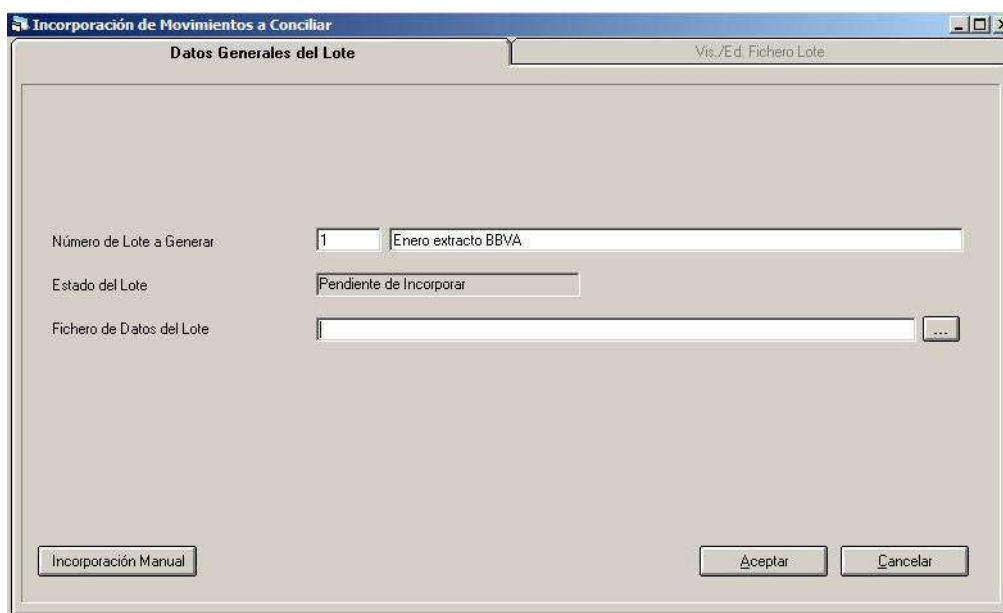 Incorporación de Movimientos a Conciliar
Datos Generales del Lote
Vis./Ed. Fichero Lote
Número de Lote a Generar
1
Enero extracto BBVA
Estado del Lote
Pendiente de Incorporar
Fichero de Datos del Lote
...
Incorporación Manual
Aceptar
Cancelar